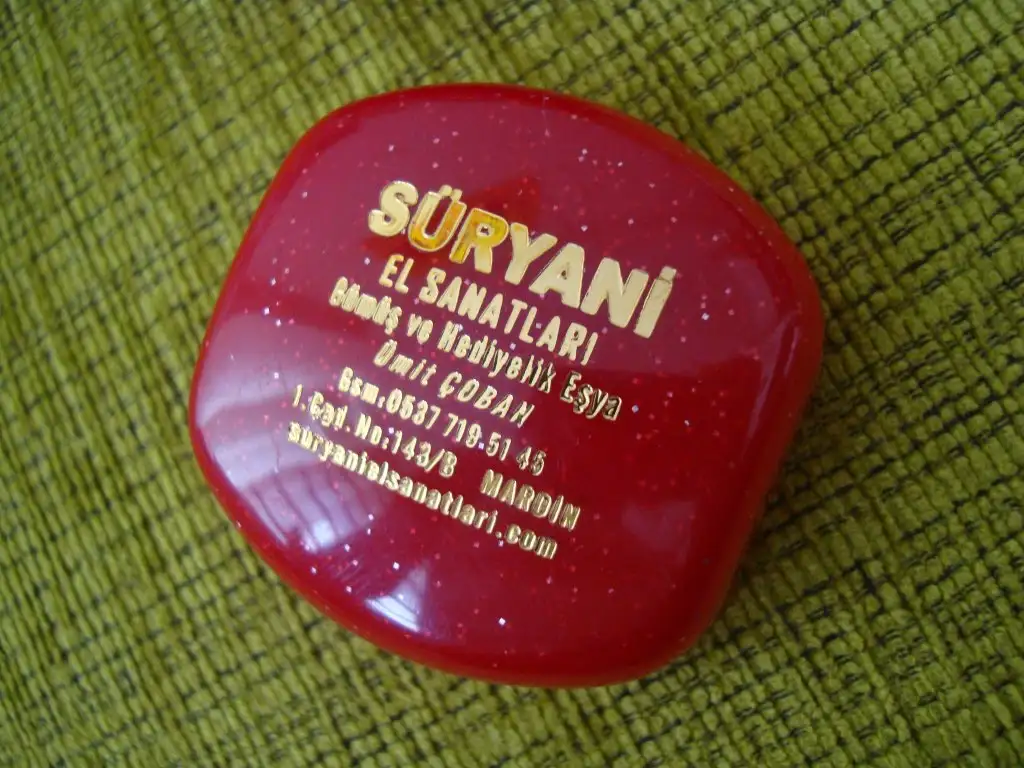 SÜRYANİ
EL SANATLARI
Gümüş ve Hediyelik Eşya
Ümit ÇOBAN
Gsm.0537 719 51 45
1. Cad. No:143/B MARDİN
suryanielsanatlari.com